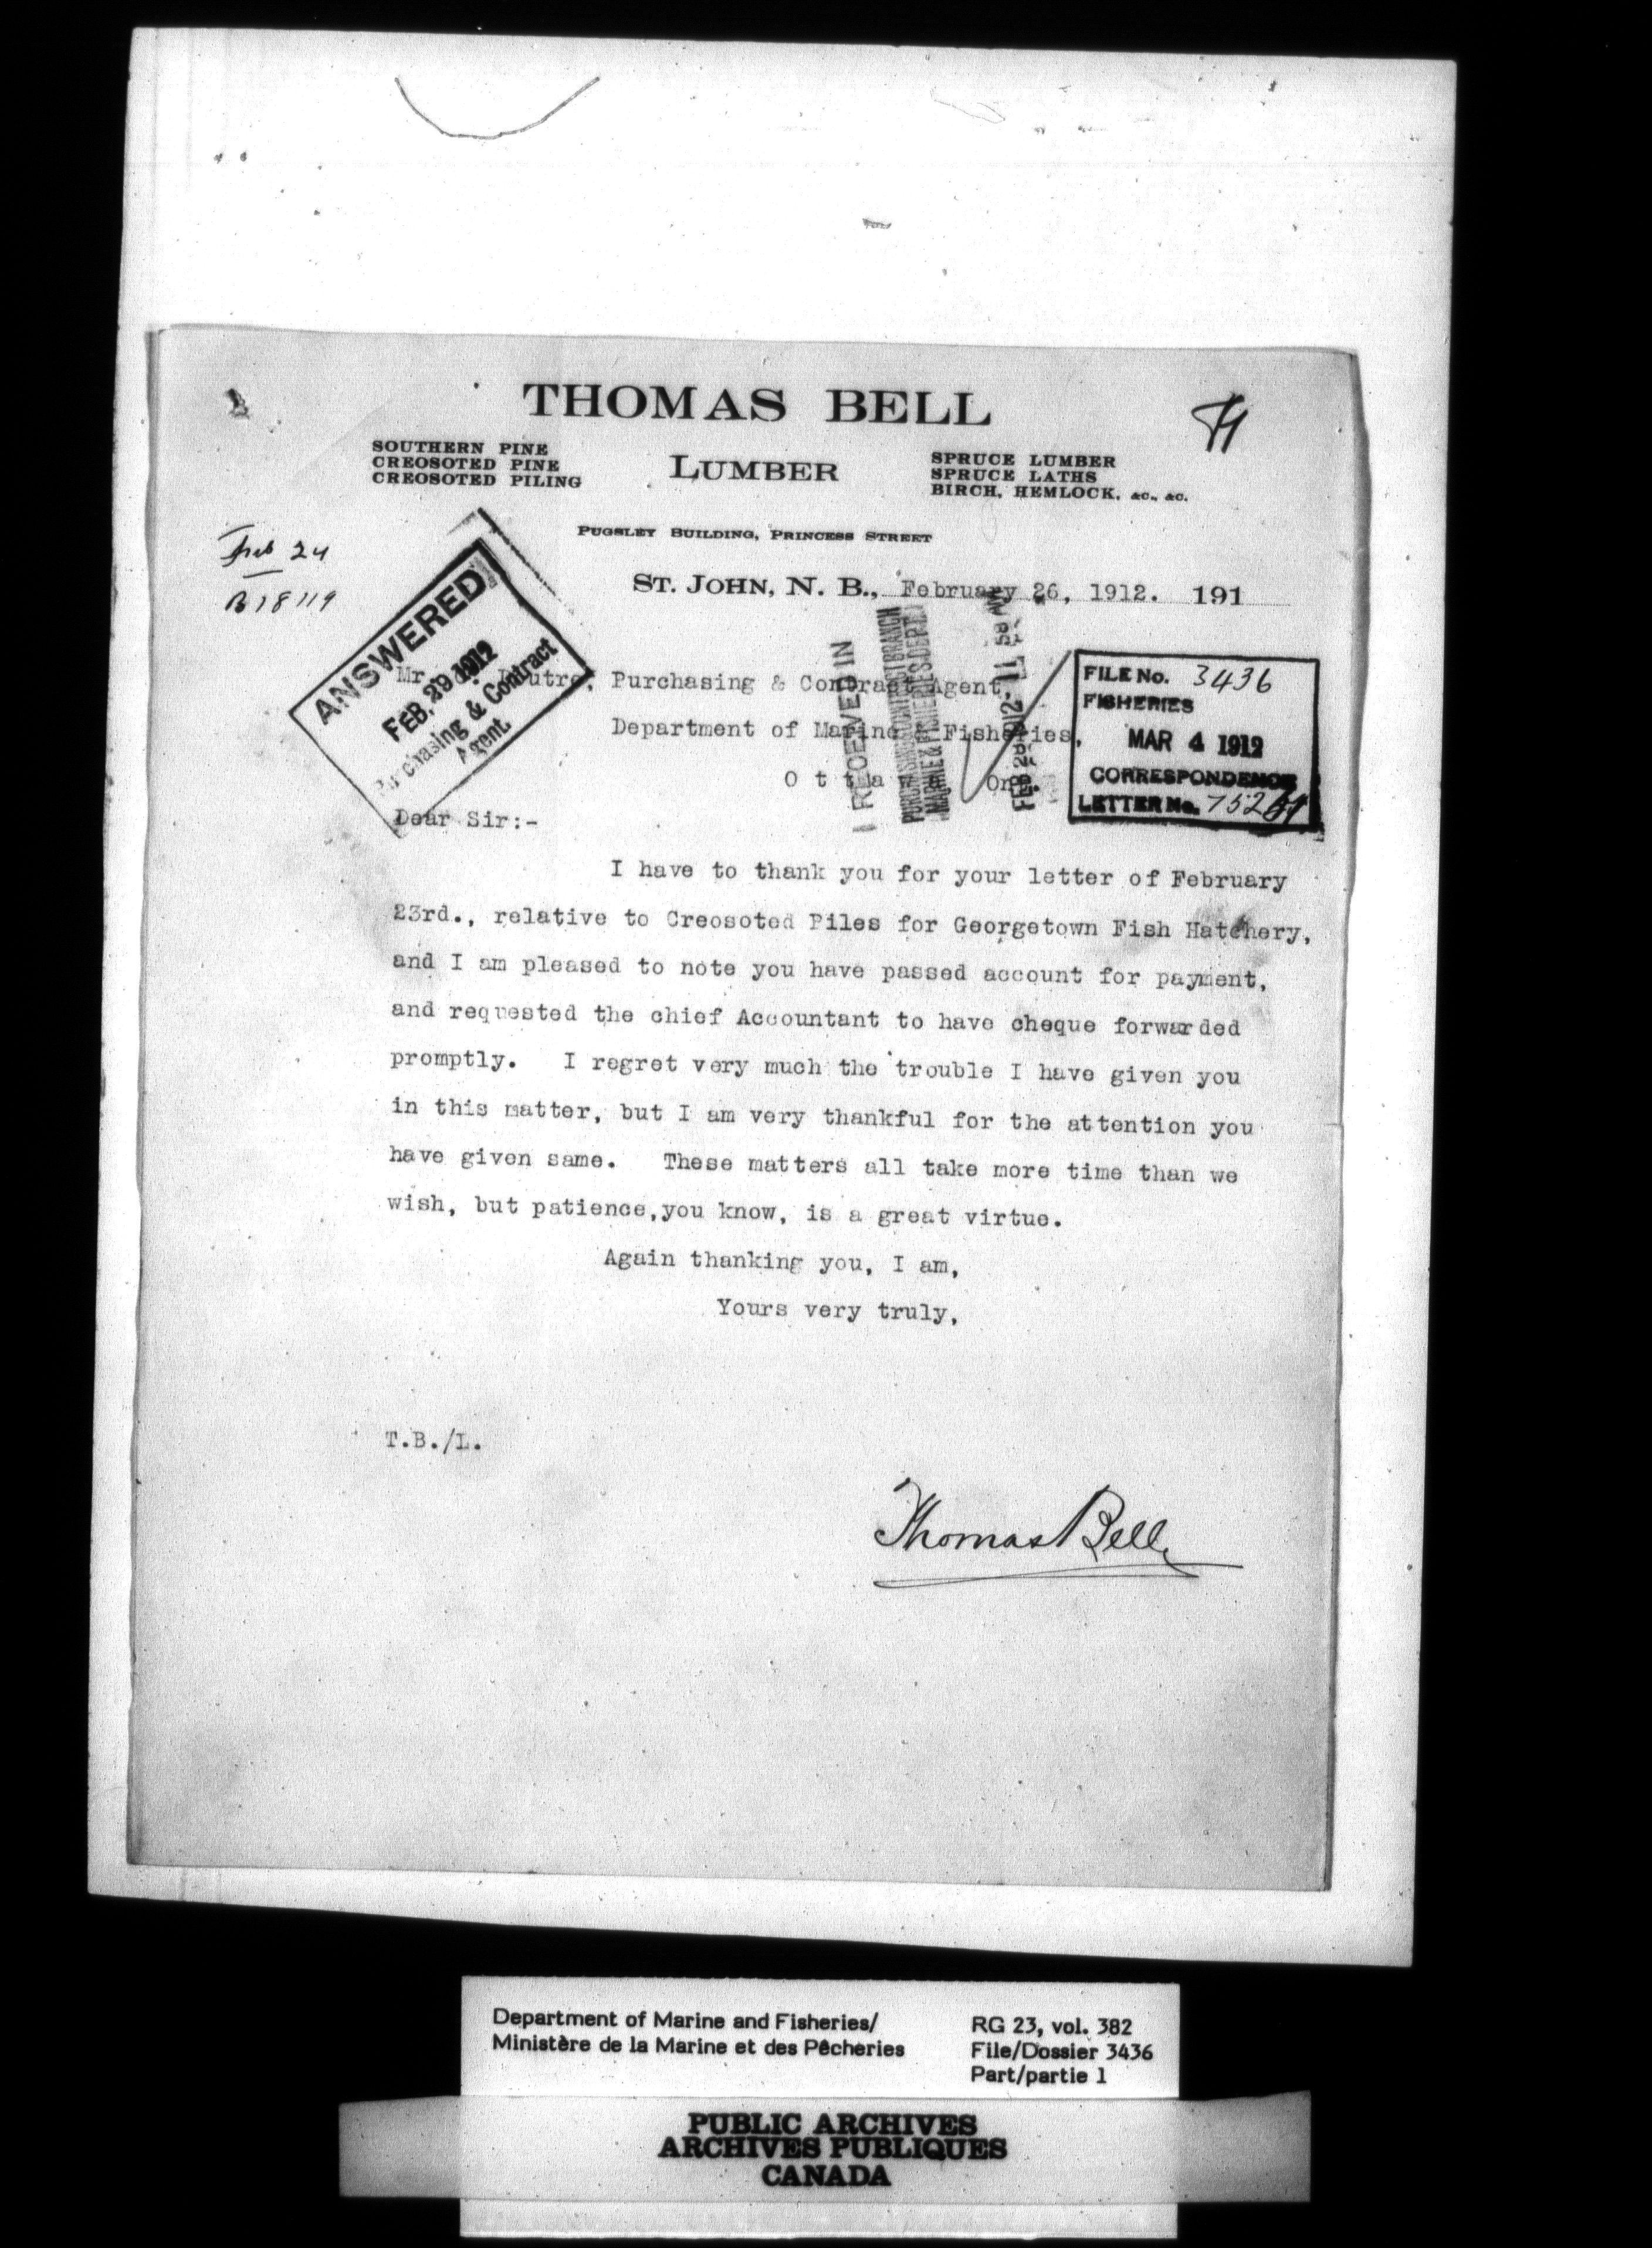 THOMAS BELL
SOUTHERN PINE
CREOSOTED PINE
CREOSOTED PILING
LUMBER
SPRUCE LUMBER
SPRUCE LATHS
BIRCH, HEMLOCK, &C., &C.
PUGSLEY BUILDING, PRINCESS STREET
Feb 24
B 18119
ST. JOHN, N. B., February 26, 1912. 191
ANSWERED
FEB, 29 1912
Purchasing & Contract
Agent.
RECEIVED IN
MARINE & FISHERIES DEPT.
FILE No. 3436
FISHERIES
MAR 4 1912
CORRESPONDENCE
LETTER No.
Mr. Purchasing & Contract Agent,
Department of Marine & Fisheries,
Ottawa Ont.
Dear Sir:-
I have to thank you for your letter of February
23rd., relative to Creosoted Piles for Georgetown Fish Hatchery,
and I am pleased to note you have passed account for payment,
and requested the chief Accountant to have cheque forwarded
promptly. I regret very much the trouble I have given you
in this matter, but I am very thankful for the attention you
have given same. These matters all take more time than we
wish, but patience,you know, is a great virtue.
Again thanking you, I am,
Yours very truly,
T.B./L.
Thomas Bell
Department of Marine and Fisheries/
Ministère de la Marine et des Pêcheries
RG 23, vol. 382
File/Dossier 3436
Part/partie 1
PUBLIC ARCHIVES
ARCHIVES PUBLIQUES
CANADA